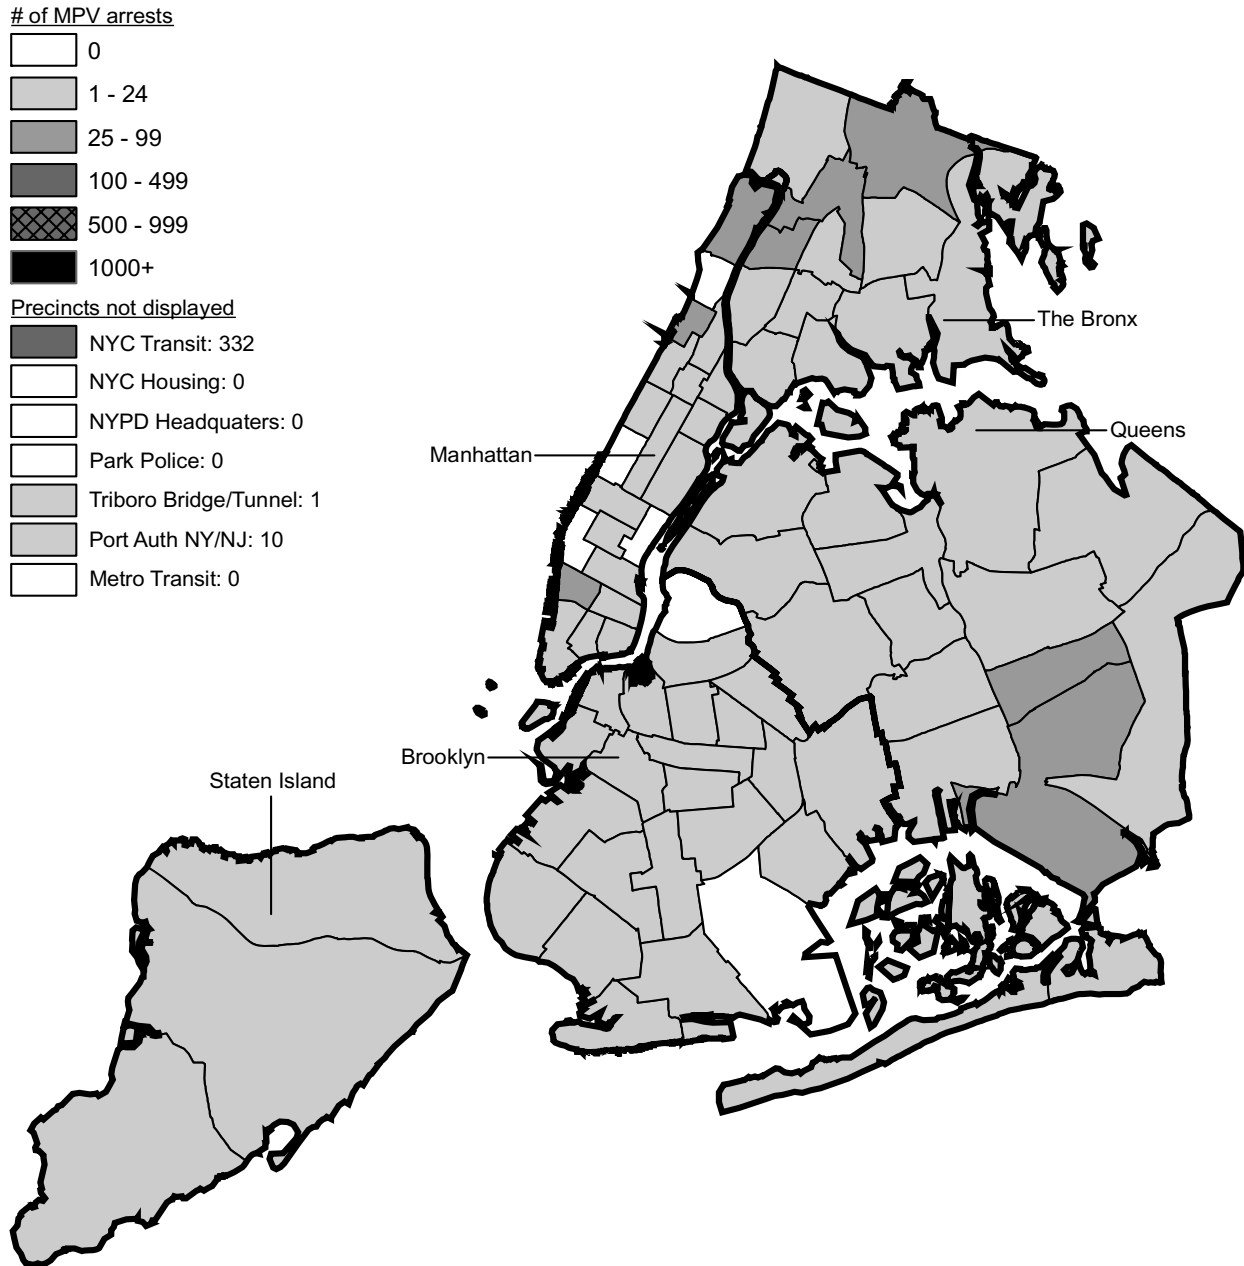 # of MPV arrests
0
1 - 24
25 - 99
100 - 499
500 - 999
1000+
Precincts not displayed
NYC Transit: 332
NYC Housing: 0
NYPD Headquaters: 0
Park Police: 0
Triboro Bridge/Tunnel: 1
Port Auth NY/NJ: 10
Metro Transit: 0
The Bronx
Queens
Manhattan
Brooklyn
Staten Island